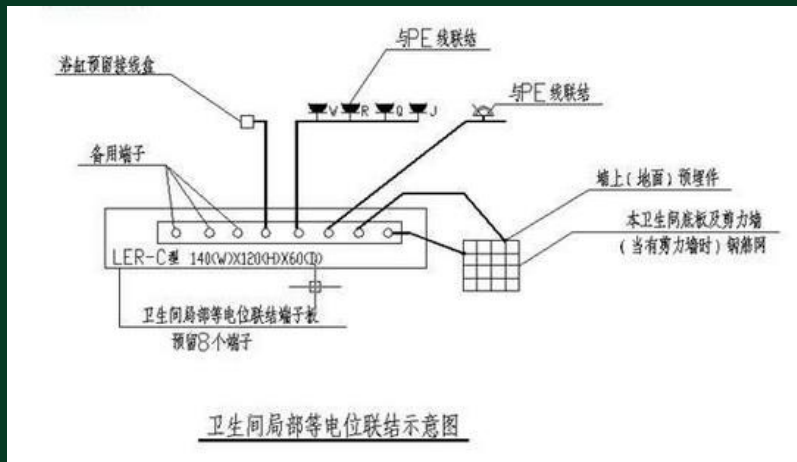 与PE线联结
浴缸预留接线盒
W R Q J
与PE线联结
备用端子
墙上(地面)预埋件
本卫生间底板及剪力墙
(当有剪力墙时)钢筋网
LER-C型 140(W)X120(H)X60(D)
卫生间局部等电位联结端子板
预留8个端子
卫生间局部等电位联结示意图